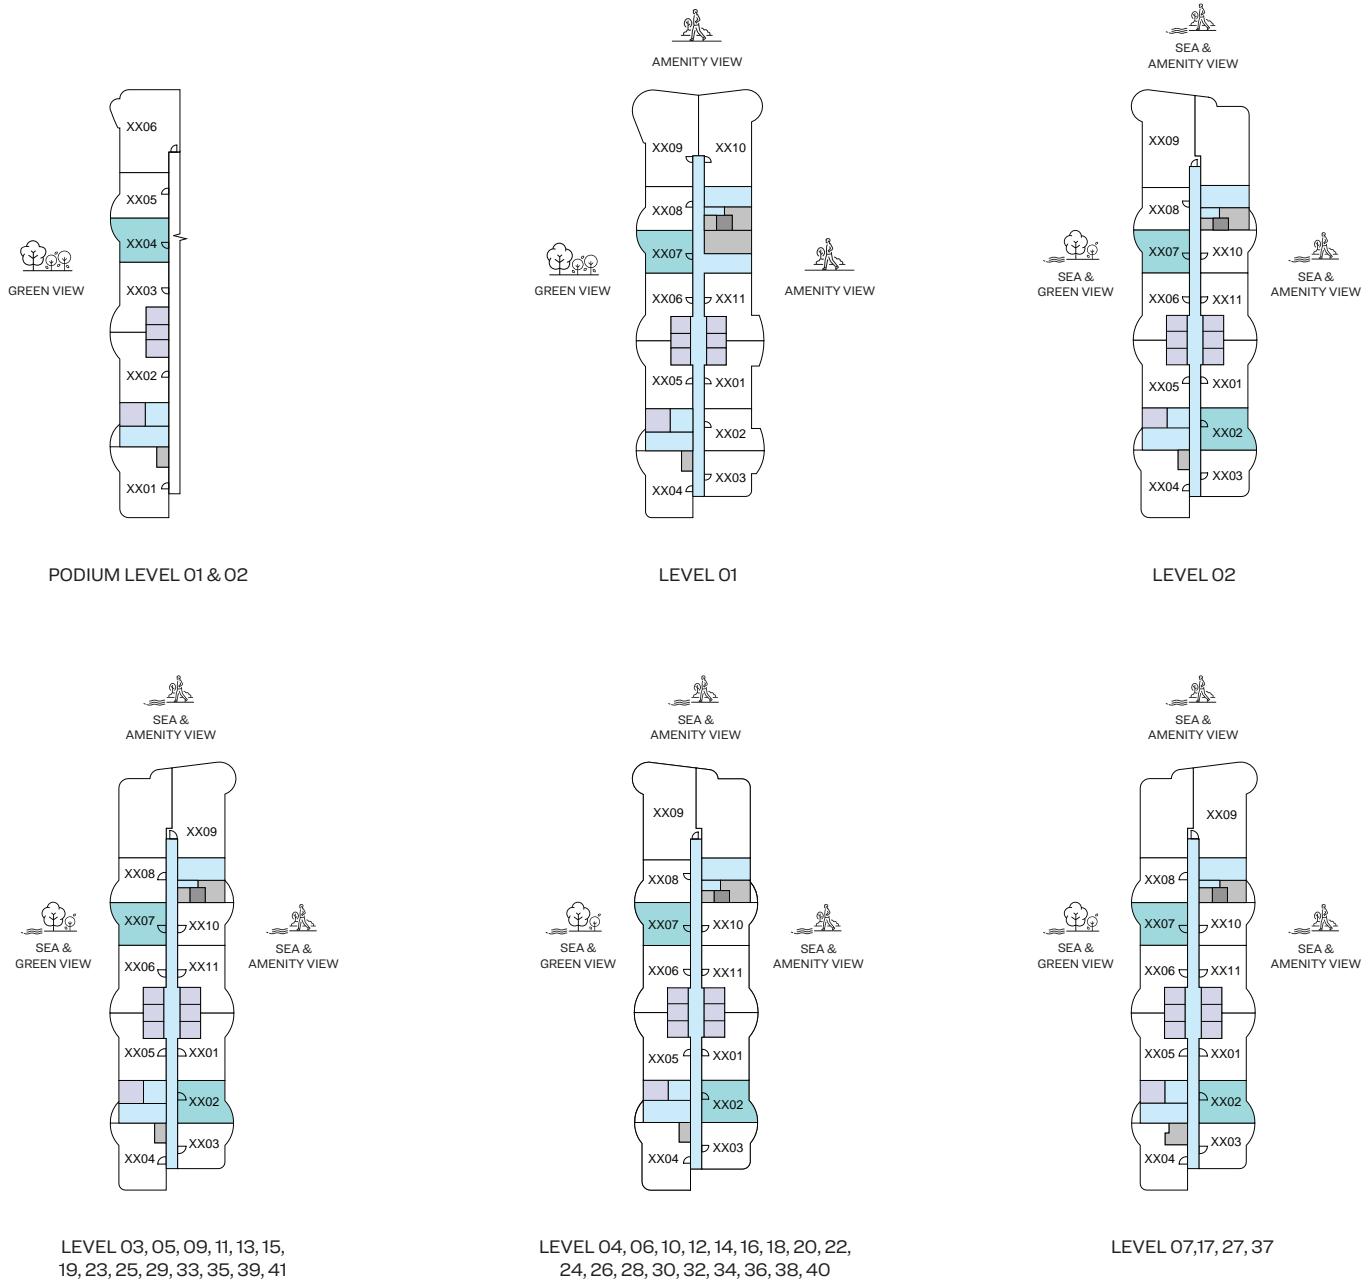 AMENITY VIEW
SEA &
AMENITY VIEW
XX06
XX05
XX04
XX03
XX02
XX01
GREEN VIEW
PODIUM LEVEL 01 & 02
XX09
XX10
XX08
XX07
XX06
XX11
XX05
XX01
XX02
XX03
XX04
GREEN VIEW
AMENITY VIEW
LEVEL 01
XX09
XX08
XX07
XX10
XX06
XX11
XX05
XX01
XX02
XX03
XX04
SEA &
GREEN VIEW
SEA &
AMENITY VIEW
LEVEL 02
SEA &
AMENITY VIEW
XX09
XX08
XX07
XX10
XX06
XX11
XX05
XX01
XX02
XX03
XX04
SEA &
GREEN VIEW
SEA &
AMENITY VIEW
LEVEL 03, 05, 09, 11, 13, 15,
19, 23, 25, 29, 33, 35, 39, 41
SEA &
AMENITY VIEW
XX09
XX08
XX07
XX10
XX06
XX11
XX05
XX01
XX02
XX03
XX04
SEA &
GREEN VIEW
SEA &
AMENITY VIEW
LEVEL 04, 06, 10, 12, 14, 16, 18, 20, 22,
24, 26, 28, 30, 32, 34, 36, 38, 40
SEA &
AMENITY VIEW
XX09
XX08
XX07
XX10
XX06
XX11
XX05
XX01
XX02
XX03
XX04
SEA &
GREEN VIEW
SEA &
AMENITY VIEW
LEVEL 07,17, 27, 37